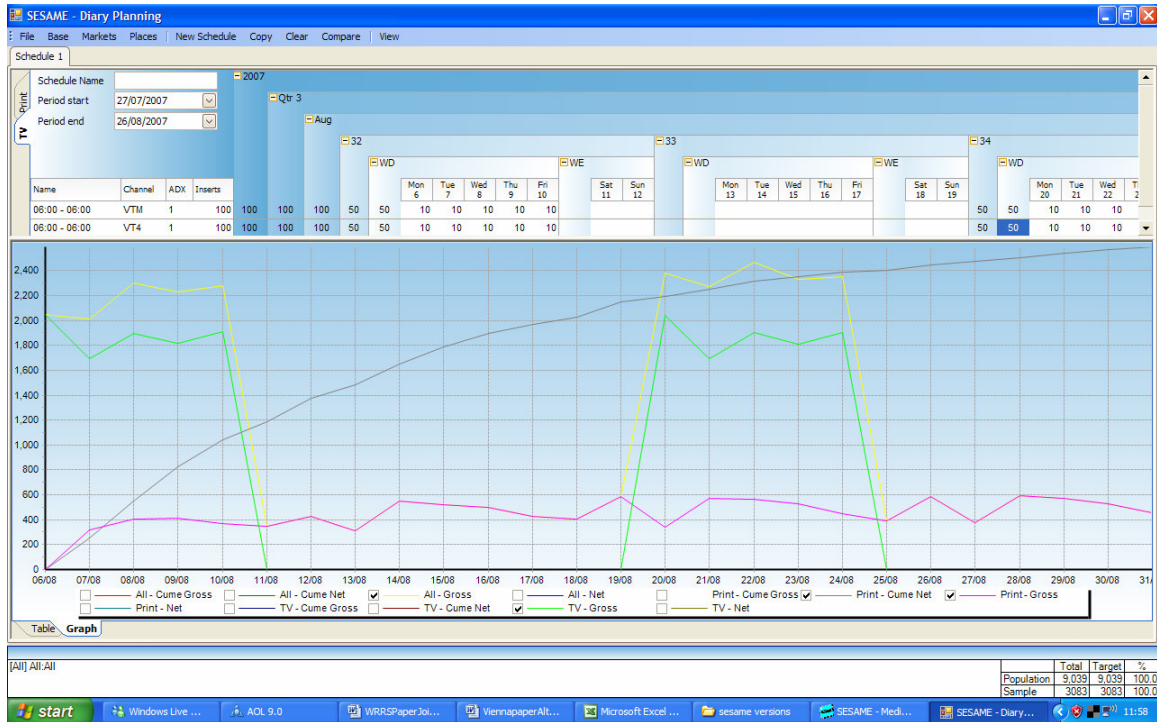 SESAME - Diary Planning
File Base Markets Places New Schedule Copy Clear Compare View
Schedule 1
Print
TV
Schedule Name
Period start 27/07/2007
Period end 26/08/2007
2007
Qtr 3
Aug
32 33 34
WD WE WD WE WD
Mon Tue Wed Thu Fri Sat Sun Mon Tue Wed Thu Fri Sat Sun Mon Tue Wed
Name Channel ADX Inserts 6 7 8 9 10 11 12 13 14 15 16 17 18 19 20 21 22
06:00 - 06:00 VTM 1 100 100 100 100 50 50 10 10 10 10 10 50 50 10 10 10
06:00 - 06:00 VT4 1 100 100 100 100 50 50 10 10 10 10 10 50 50 10 10 10
2,400
2,200
2,000
1,800
1,600
1,400
1,200
1,000
800
600
400
200
0
06/08 07/08 08/08 09/08 10/08 11/08 12/08 13/08 14/08 15/08 16/08 17/08 18/08 19/08 20/08 21/08 22/08 23/08 24/08 25/08 26/08 27/08 28/08 29/08 30/08 31/
All - Cume Gross All - Cume Net All - Gross All - Net Print - Cume Gross Print - Cume Net Print - Gross
Print - Net TV - Cume Gross TV - Cume Net TV - Gross TV - Net
Table Graph
[All] All:All
Total Target %
Population 9,039 9,039 100.0
Sample 3083 3083 100.0
start Windows Live ... AOL 9.0 WRRSPaperJoi... ViennapaperAlt... Microsoft Excel ... sesame versions SESAME - Medi... SESAME - Diary... 11:58